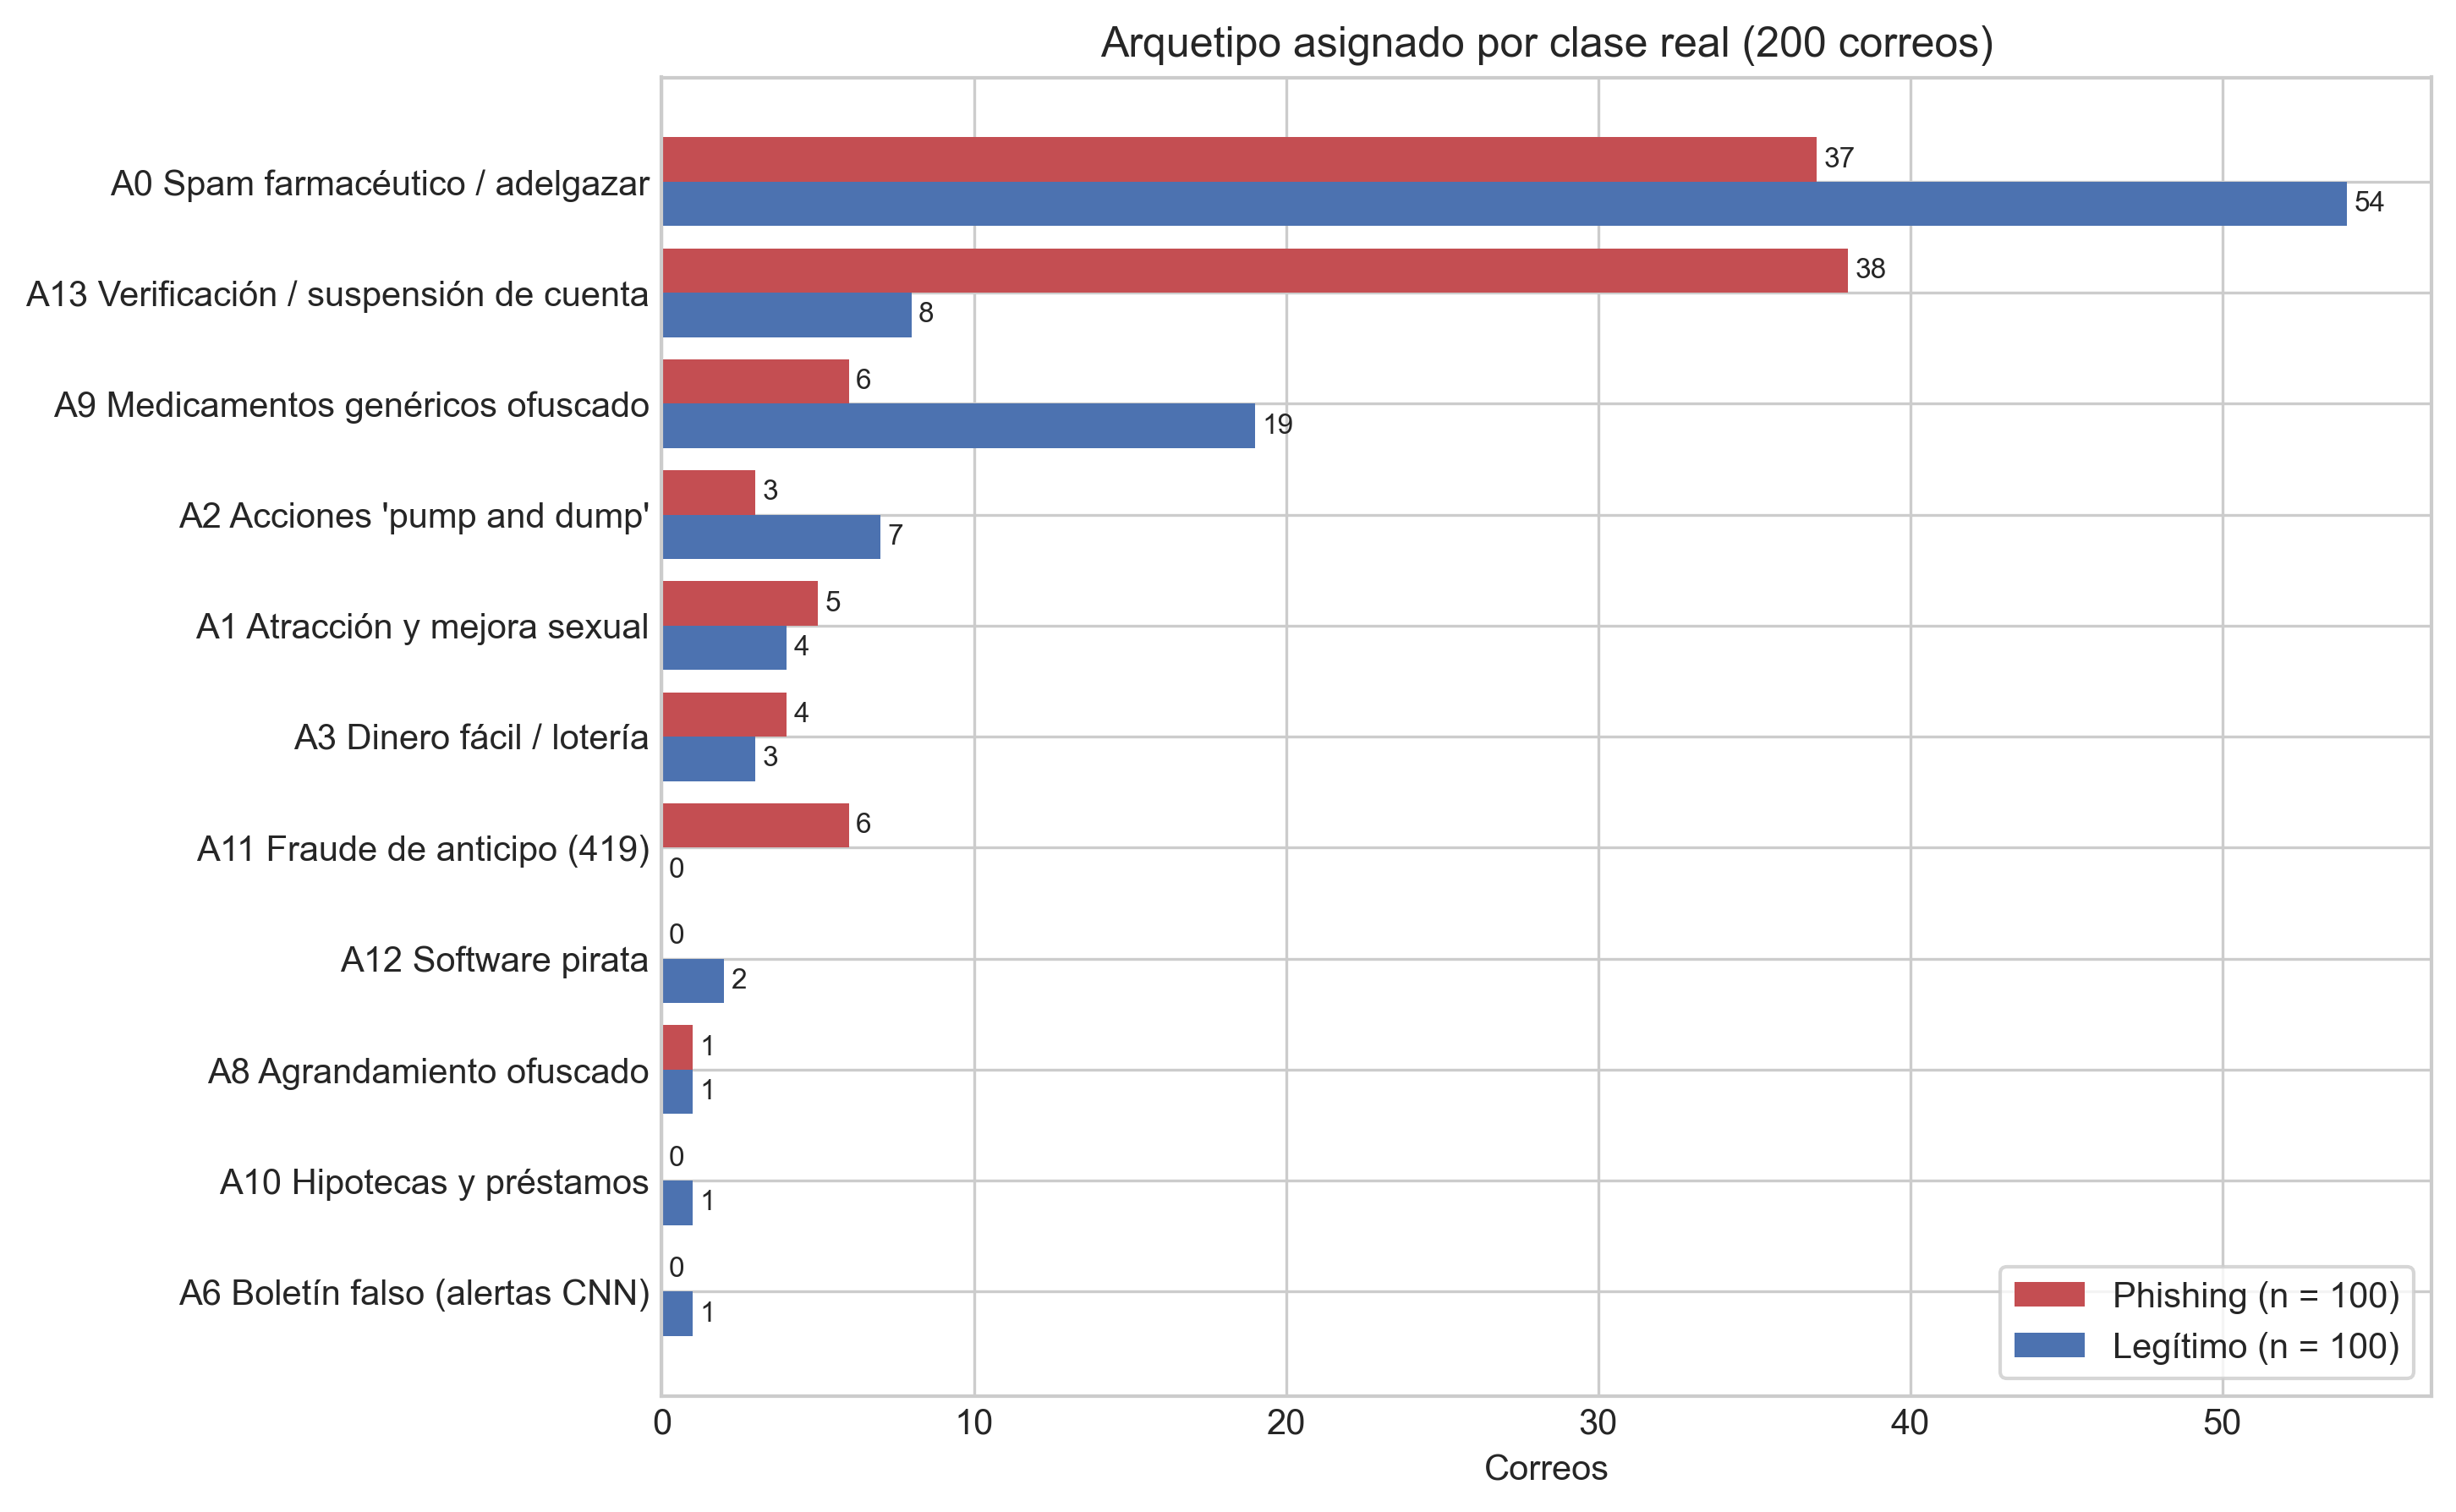 Arquetipo asignado por clase real (200 correos)
A0 Spam farmacéutico / adelgazar
37
54
A13 Verificación / suspensión de cuenta
38
8
A9 Medicamentos genéricos ofuscado
6
19
A2 Acciones 'pump and dump'
3
7
A1 Atracción y mejora sexual
5
4
A3 Dinero fácil / lotería
4
3
A11 Fraude de anticipo (419)
6
0
A12 Software pirata
0
2
A8 Agrandamiento ofuscado
1
1
A10 Hipotecas y préstamos
0
1
A6 Boletín falso (alertas CNN)
0
1
Phishing (n = 100)
Legítimo (n = 100)
0 10 20 30 40 50
Correos